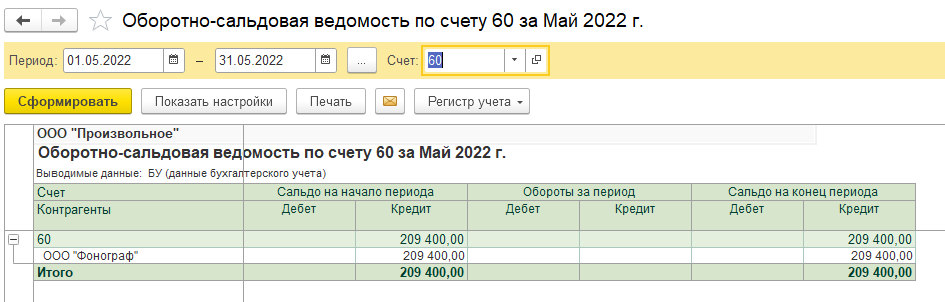 Оборотно-сальдовая ведомость по счету 60 за Май 2022 г.
Период: 01.05.2022 – 31.05.2022 ... Счет: 60
Сформировать Показать настройки Печать Регистр учета
ООО "Произвольное"
Оборотно-сальдовая ведомость по счету 60 за Май 2022 г.
Выводимые данные: БУ (данные бухгалтерского учета)
Счет Сальдо на начало периода Обороты за период Сальдо на конец периода
Контрагенты Дебет Кредит Дебет Кредит Дебет Кредит
60 209 400,00 209 400,00
ООО "Фонограф" 209 400,00 209 400,00
Итого 209 400,00 209 400,00